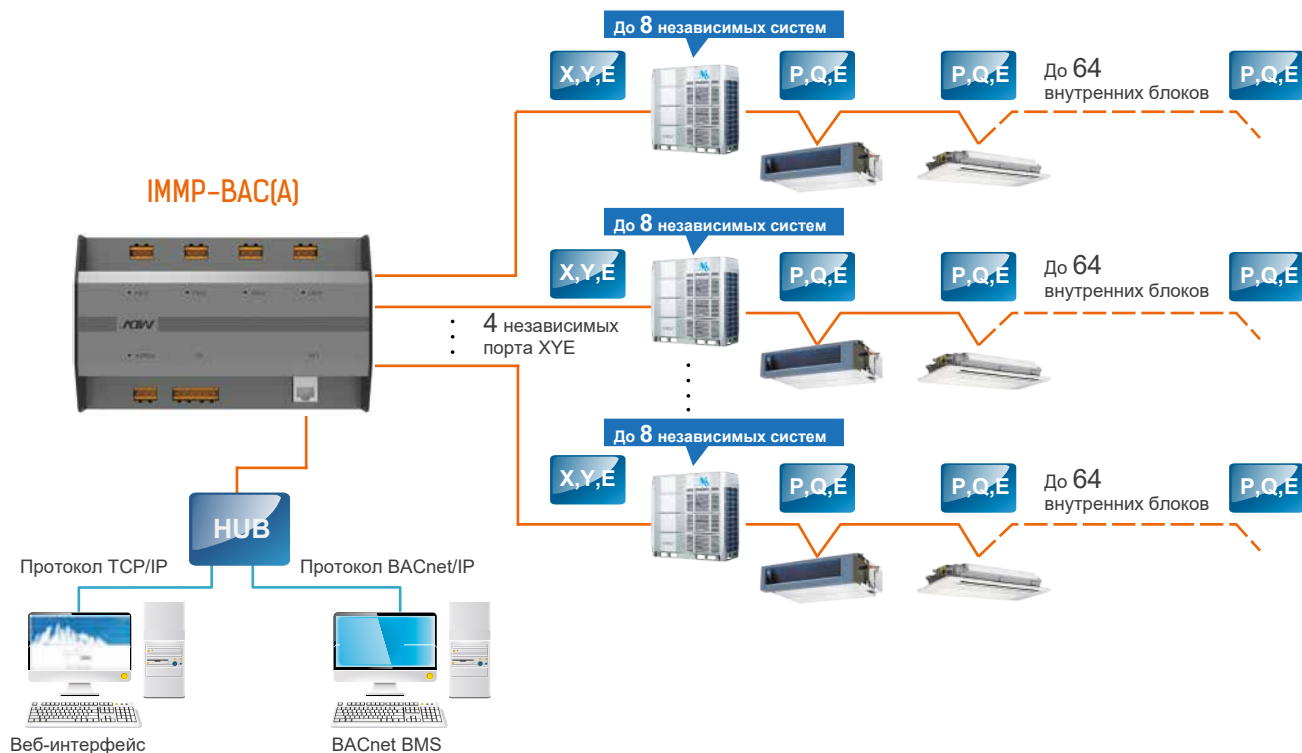 До 8 независимых систем
X,Y,E
P,Q,E
P,Q,E
До 64
внутренних блоков
P,Q,E
IMMP-BAC(A)
До 8 независимых систем
X,Y,E
P,Q,E
P,Q,E
До 64
внутренних блоков
P,Q,E
MDV
4 независимых
порта XYE
До 8 независимых систем
X,Y,E
P,Q,E
P,Q,E
До 64
внутренних блоков
P,Q,E
HUB
Протокол TCP/IP
Протокол BACnet/IP
Веб-интерфейс
BACnet BMS